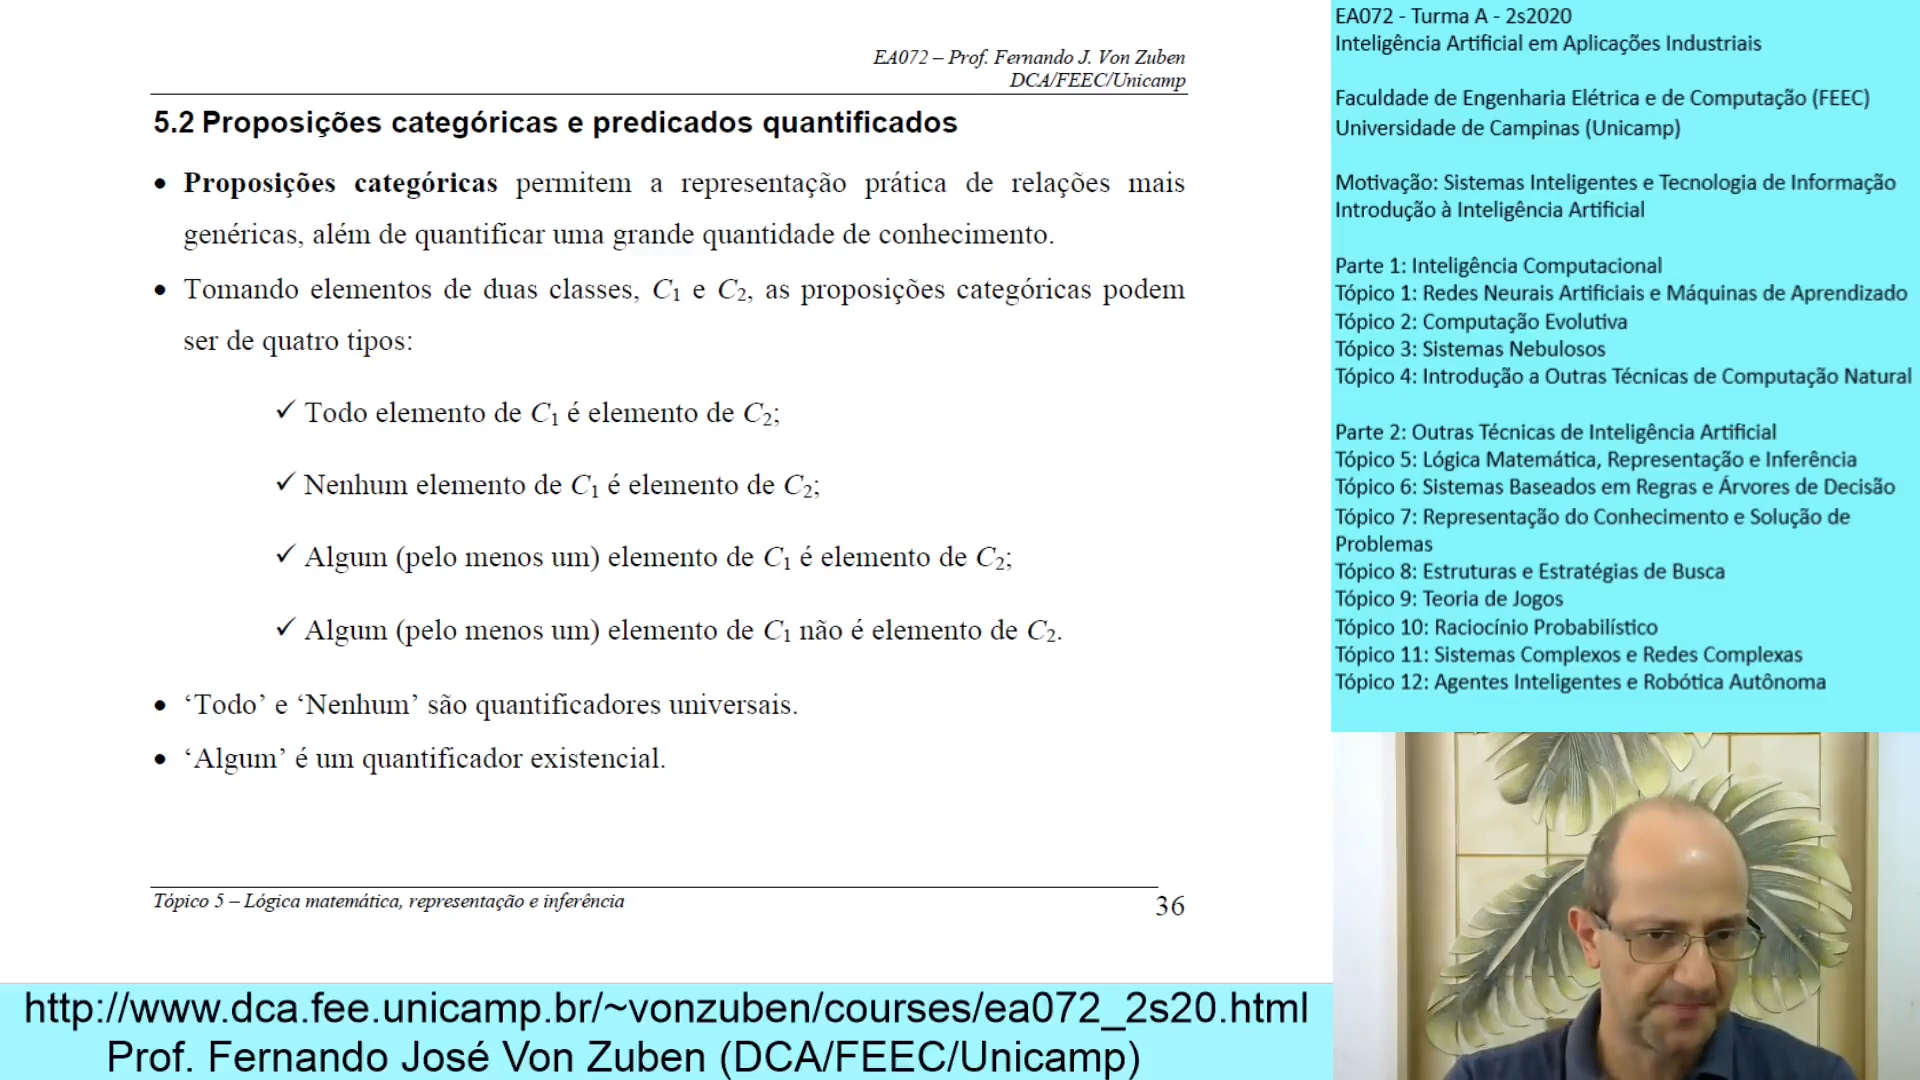 EA072 – Prof. Fernando J. Von Zuben
DCA/FEEC/Unicamp
5.2 Proposições categóricas e predicados quantificados
• Proposições categóricas permitem a representação prática de relações mais
genéricas, além de quantificar uma grande quantidade de conhecimento.
• Tomando elementos de duas classes, C1 e C2, as proposições categóricas podem
ser de quatro tipos:
✓ Todo elemento de C1 é elemento de C2;
✓ Nenhum elemento de C1 é elemento de C2;
✓ Algum (pelo menos um) elemento de C1 é elemento de C2;
✓ Algum (pelo menos um) elemento de C1 não é elemento de C2.
• ‘Todo’ e ‘Nenhum’ são quantificadores universais.
• ‘Algum’ é um quantificador existencial.
Tópico 5 – Lógica matemática, representação e inferência
36
EA072 - Turma A - 2s2020
Inteligência Artificial em Aplicações Industriais
Faculdade de Engenharia Elétrica e de Computação (FEEC)
Universidade de Campinas (Unicamp)
Motivação: Sistemas Inteligentes e Tecnologia de Informação
Introdução à Inteligência Artificial
Parte 1: Inteligência Computacional
Tópico 1: Redes Neurais Artificiais e Máquinas de Aprendizado
Tópico 2: Computação Evolutiva
Tópico 3: Sistemas Nebulosos
Tópico 4: Introdução a Outras Técnicas de Computação Natural
Parte 2: Outras Técnicas de Inteligência Artificial
Tópico 5: Lógica Matemática, Representação e Inferência
Tópico 6: Sistemas Baseados em Regras e Árvores de Decisão
Tópico 7: Representação do Conhecimento e Solução de
Problemas
Tópico 8: Estruturas e Estratégias de Busca
Tópico 9: Teoria de Jogos
Tópico 10: Raciocínio Probabilístico
Tópico 11: Sistemas Complexos e Redes Complexas
Tópico 12: Agentes Inteligentes e Robótica Autônoma
http://www.dca.fee.unicamp.br/~vonzuben/courses/ea072_2s20.html
Prof. Fernando José Von Zuben (DCA/FEEC/Unicamp)